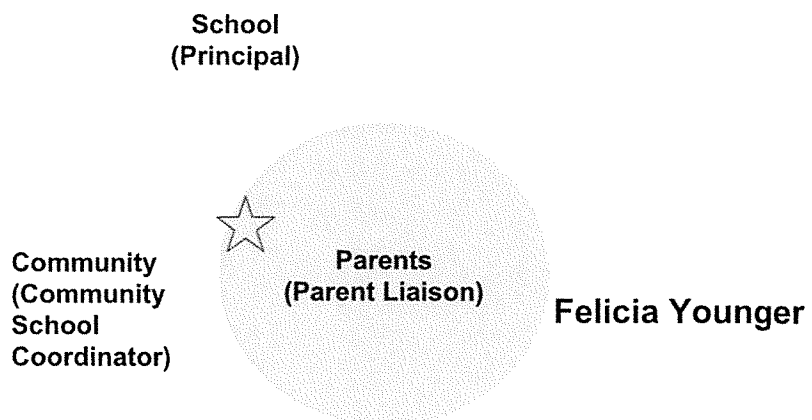 School
(Principal)
Community
(Community
School
Coordinator)
Parents
(Parent Liaison)
Felicia Younger